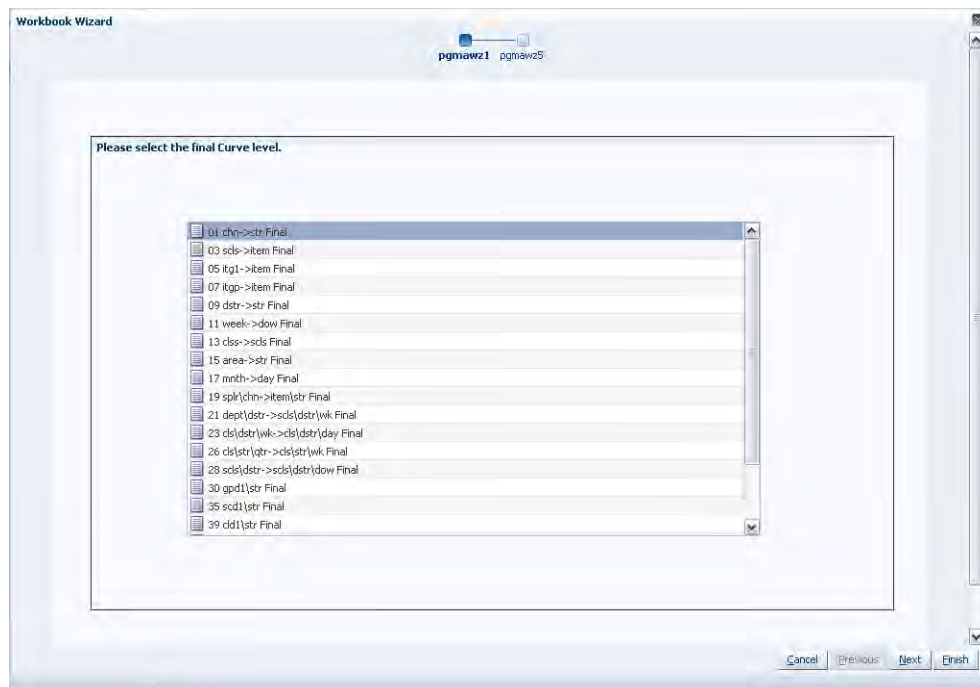 Workbook Wizard
pgmawz1 pgmawz5
Please select the final Curve level.
01 chn->str Final
03 scls->item Final
05 itg1->item Final
07 itgp->item Final
09 dstr->str Final
11 week->dow Final
13 clss->scls Final
15 area->str Final
17 mnth->day Final
19 splr\chn->item\str Final
21 dept\dstr->scls\dstr\wk Final
23 cls\dstr\wk->cls\dstr\day Final
26 cls\str\qtr->cls\str\wk Final
28 scls\dstr->scls\dstr\dow Final
30 gpd1\str Final
35 scd1\str Final
39 cld1\str Final
Cancel Previous Next Finish